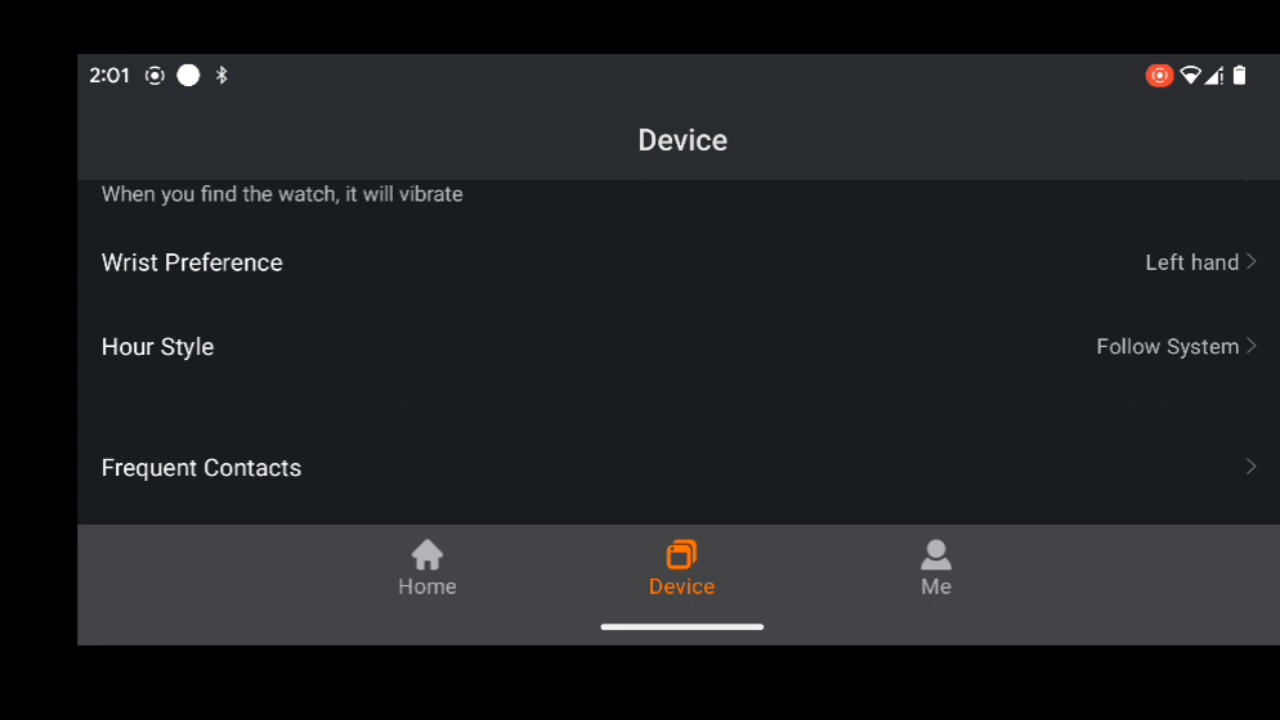 2:01
Device
When you find the watch, it will vibrate
Wrist Preference
Left hand
Hour Style
Follow System
Frequent Contacts
Home
Device
Me